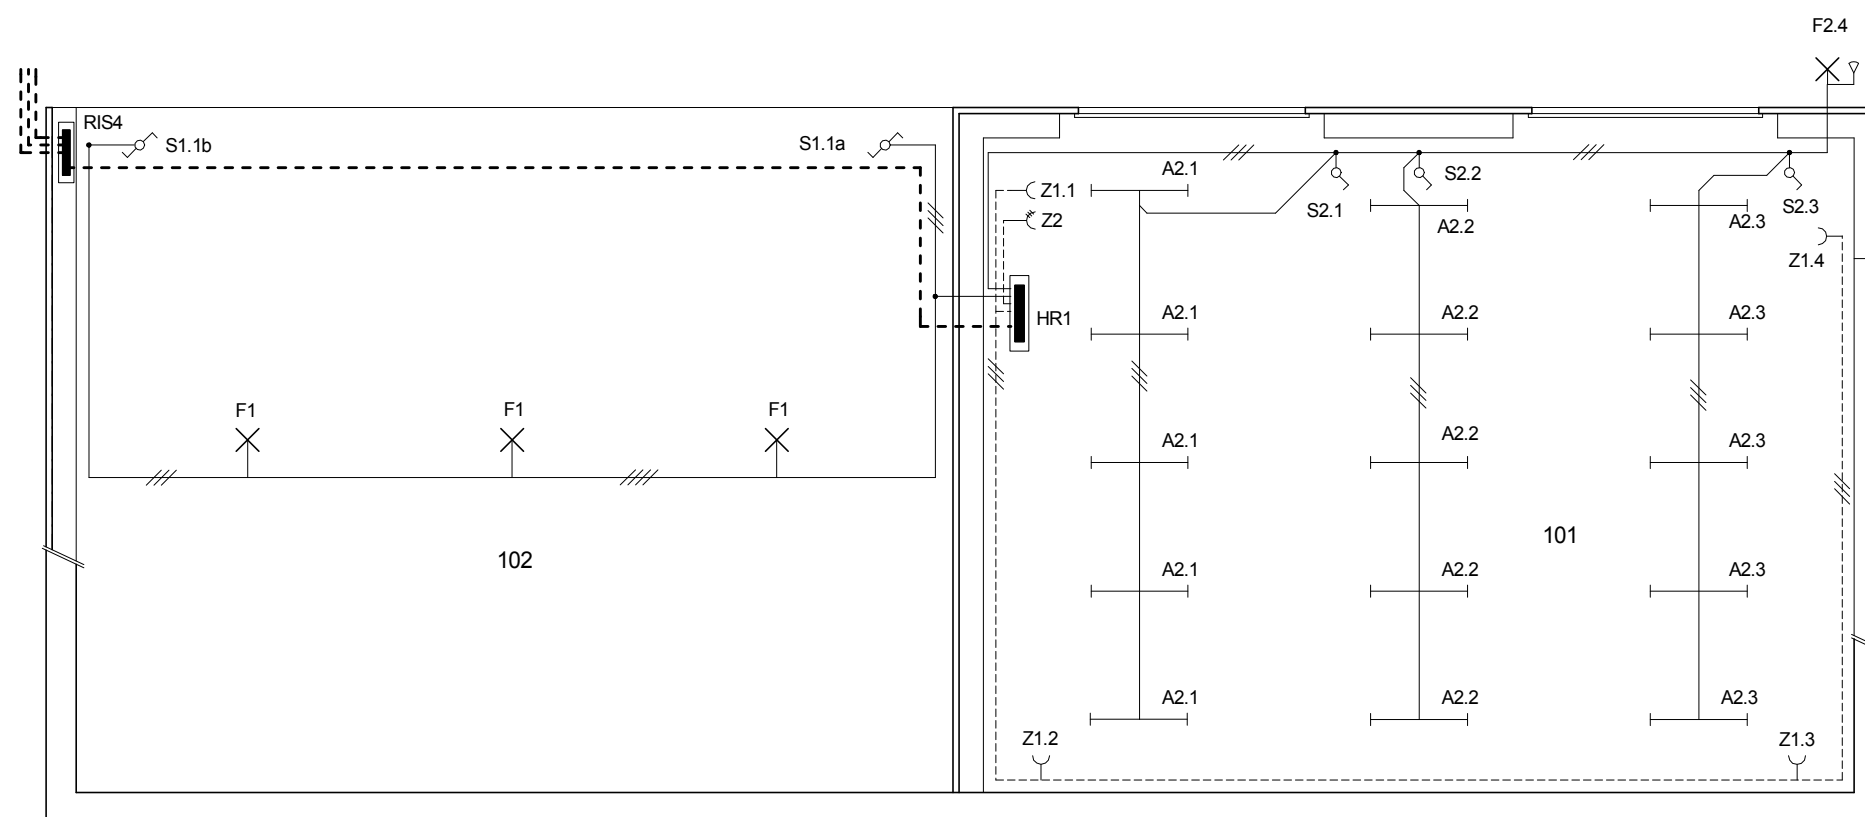 F2.4
RIS4
S1.1b
S1.1a
A2.1
S2.2
Z1.1
S2.1
S2.3
Z2
A2.2
A2.3
Z1.4
HR1
A2.1
A2.2
A2.3
F1
F1
F1
A2.1
A2.2
A2.3
102
101
A2.1
A2.2
A2.3
A2.1
A2.2
A2.3
Z1.2
Z1.3